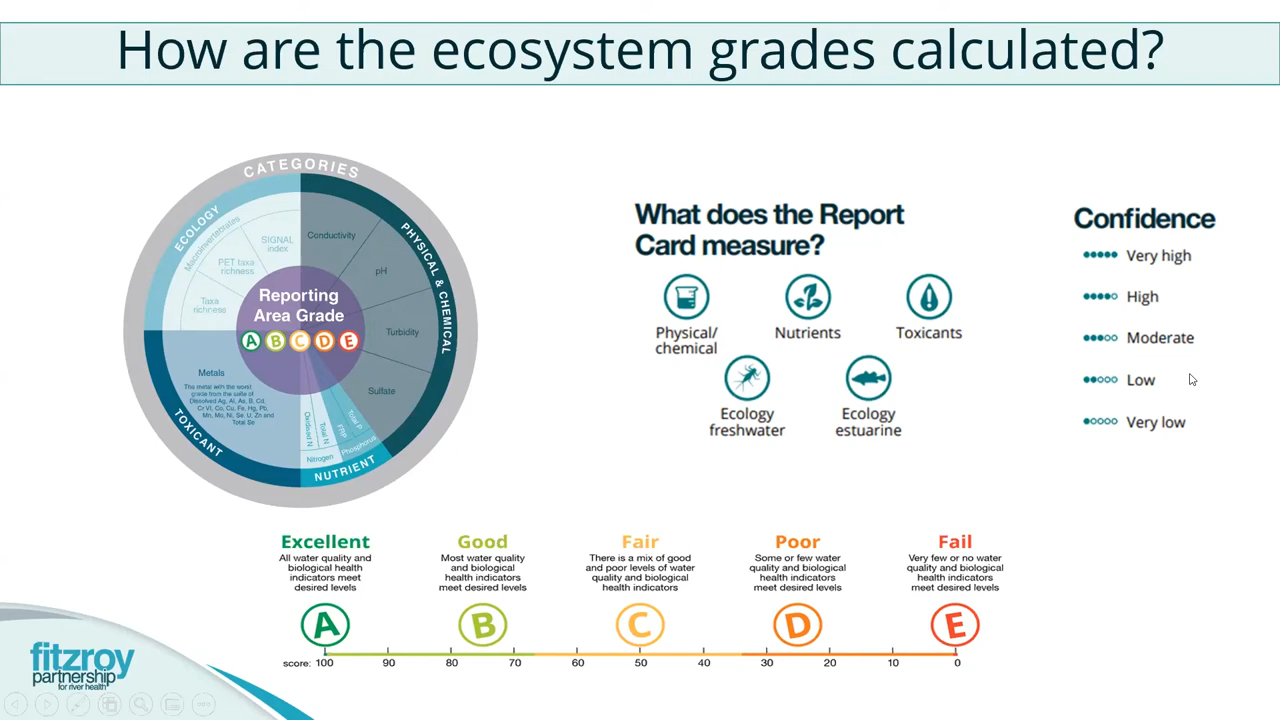 How are the ecosystem grades calculated?
CATEGORIES
ECOLOGY
Macroinvertebrates
SIGNAL
index
PET taxa
richness
Taxa
richness
PHYSICAL & CHEMICAL
Conductivity
pH
Turbidity
Sulfate
Reporting
Area Grade
A B C D E
TOXICANT
Metals
The metal with the worst
grade from the suite of
Dissolved Ag, Al, As, B, Cd,
Cr VI, Co, Cu, Fe, Hg, Pb,
Mn, Mo, Ni, Se, U, Zn and
Total Se
NUTRIENT
Oxidised N
Total N
Nitrogen
FRP
Total P
Phosphorus
What does the Report
Card measure?
Physical/
chemical
Nutrients
Toxicants
Ecology
freshwater
Ecology
estuarine
Confidence
Very high
High
Moderate
Low
Very low
Excellent
All water quality and
biological health
indicators meet
desired levels
Good
Most water quality
and biological
health indicators
meet desired levels
Fair
There is a mix of good
and poor levels of water
quality and biological
health indicators
Poor
Some or few water
quality and biological
health indicators
meet desired levels
Fail
Very few or no water
quality and biological
health indicators
meet desired levels
A B C D E
score: 100 90 80 70 60 50 40 30 20 10 0
fitzroy
partnership
for river health